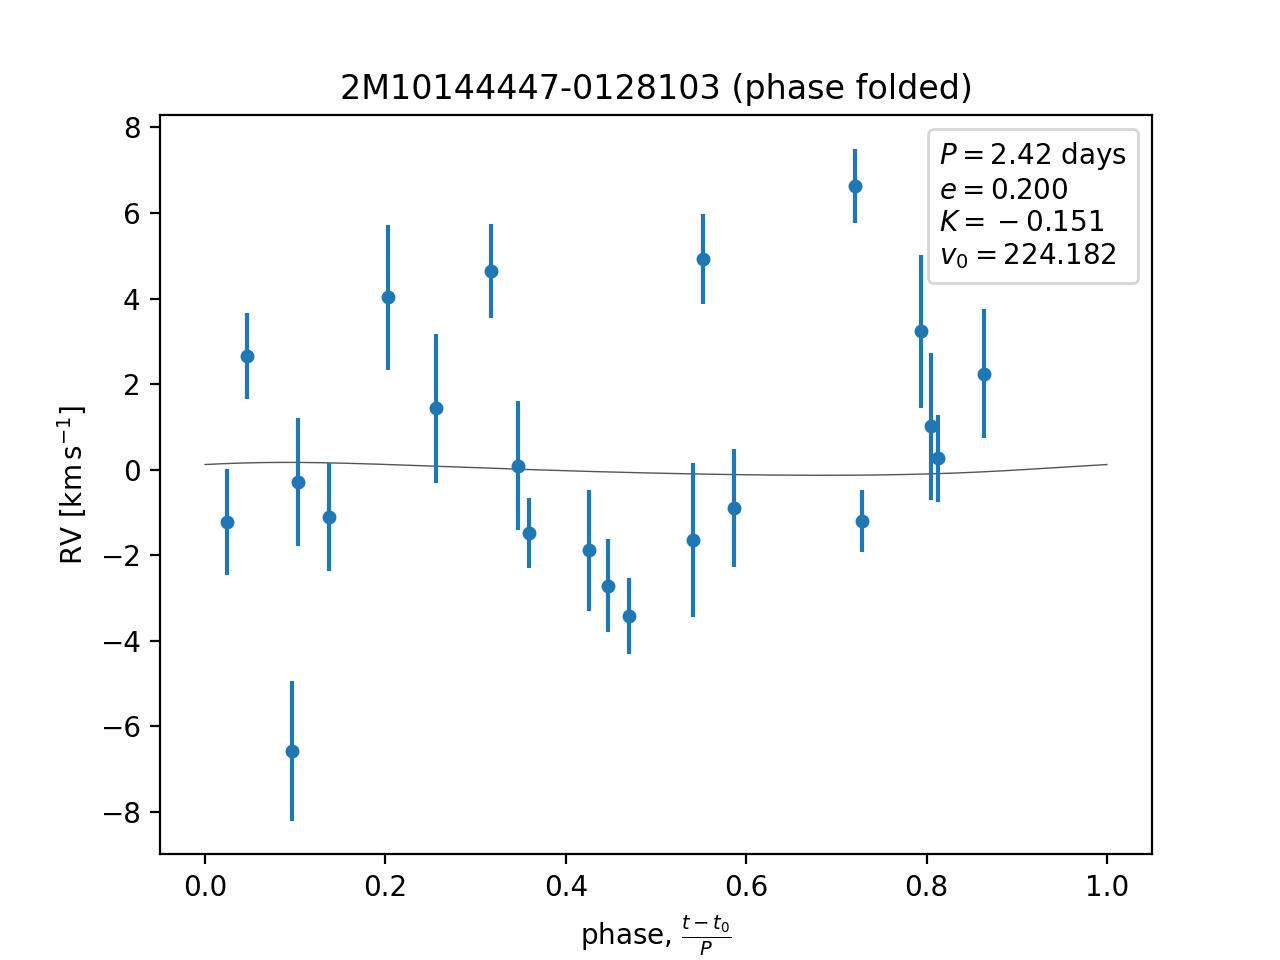 2M10144447-0128103 (phase folded)
P = 2.42 days
e = 0.200
K = −0.151
v₀ = 224.182
RV [km s⁻¹]
8
6
4
2
0
−2
−4
−6
−8
0.0 0.2 0.4 0.6 0.8 1.0
phase, (t − t₀)/P